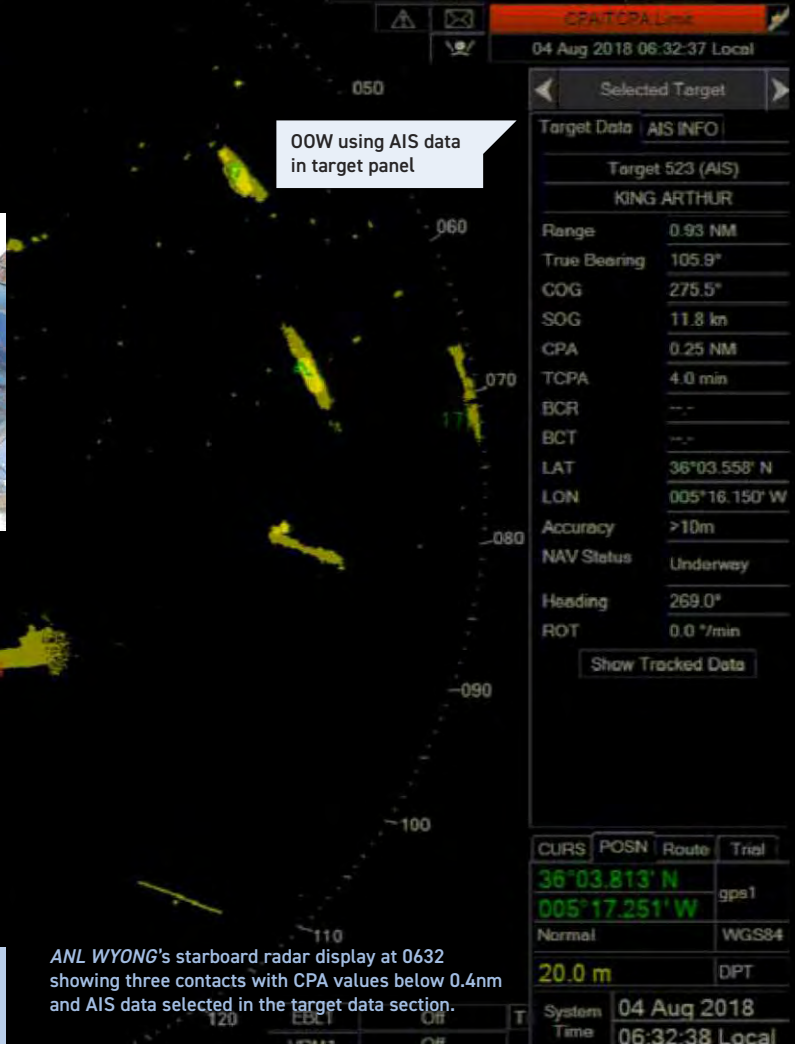 CPA/TCPA Limit
04 Aug 2018 06:32:37 Local
050
Selected Target
OOW using AIS data
in target panel
Target Data AIS INFO
Target 523 (AIS)
KING ARTHUR
060
Range 0.93 NM
True Bearing 105.9°
COG 275.5°
SOG 11.8 kn
CPA 0.25 NM
070
TCPA 4.0 min
BCR --.-
BCT --.-
LAT 36°03.558' N
LON 005°16.150' W
Accuracy >10m
080
NAV Status Underway
Heading 269.0°
ROT 0.0 °/min
Show Tracked Data
090
100
CURS POSN Route Trial
36°03.813' N gps1
005°17.251' W
110
Normal WGS84
20.0 m DPT
ANL WYONG's starboard radar display at 0632
showing three contacts with CPA values below 0.4nm
and AIS data selected in the target data section.
120 EBL1 Off T
System Time 04 Aug 2018
06:32:38 Local
Off